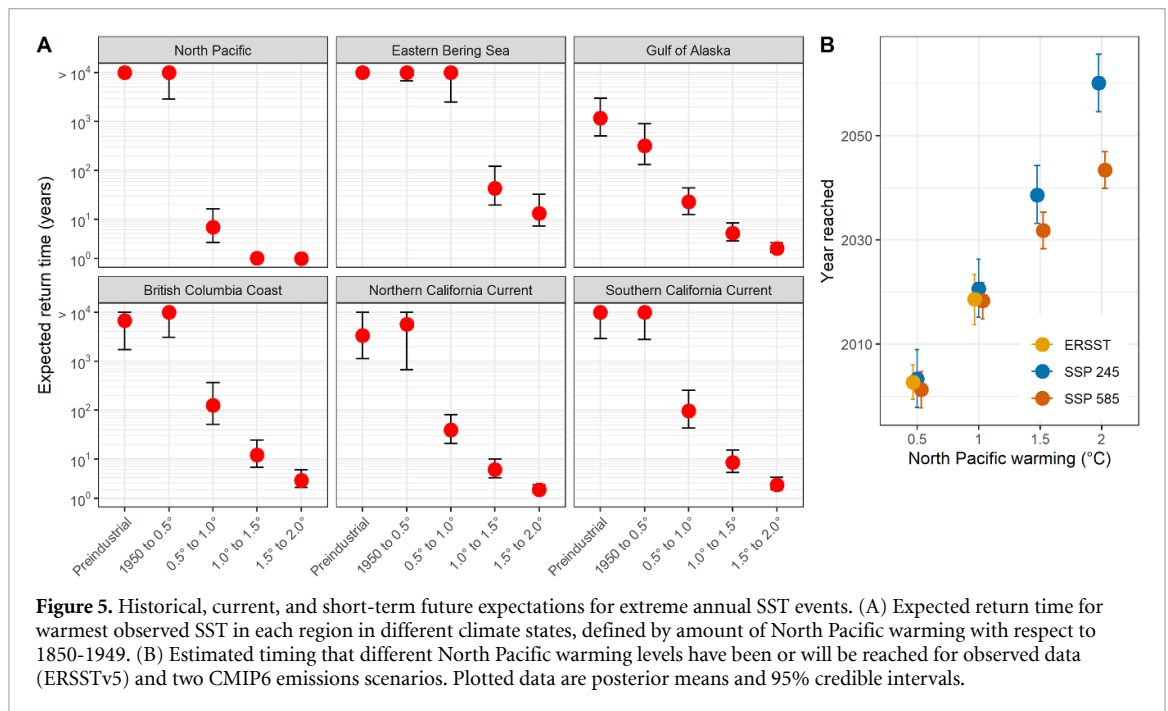 A
B
North Pacific
Eastern Bering Sea
Gulf of Alaska
> 10⁴
10³
10²
10¹
10⁰
British Columbia Coast
Northern California Current
Southern California Current
> 10⁴
10³
10²
10¹
10⁰
Expected return time (years)
Preindustrial
1950 to 0.5°
0.5° to 1.0°
1.0° to 1.5°
1.5° to 2.0°
Preindustrial
1950 to 0.5°
0.5° to 1.0°
1.0° to 1.5°
1.5° to 2.0°
Preindustrial
1950 to 0.5°
0.5° to 1.0°
1.0° to 1.5°
1.5° to 2.0°
Year reached
2050
2030
2010
ERSST
SSP 245
SSP 585
0.5
1
1.5
2
North Pacific warming (°C)
Figure 5. Historical, current, and short-term future expectations for extreme annual SST events. (A) Expected return time for
warmest observed SST in each region in different climate states, defined by amount of North Pacific warming with respect to
1850-1949. (B) Estimated timing that different North Pacific warming levels have been or will be reached for observed data
(ERSSTv5) and two CMIP6 emissions scenarios. Plotted data are posterior means and 95% credible intervals.